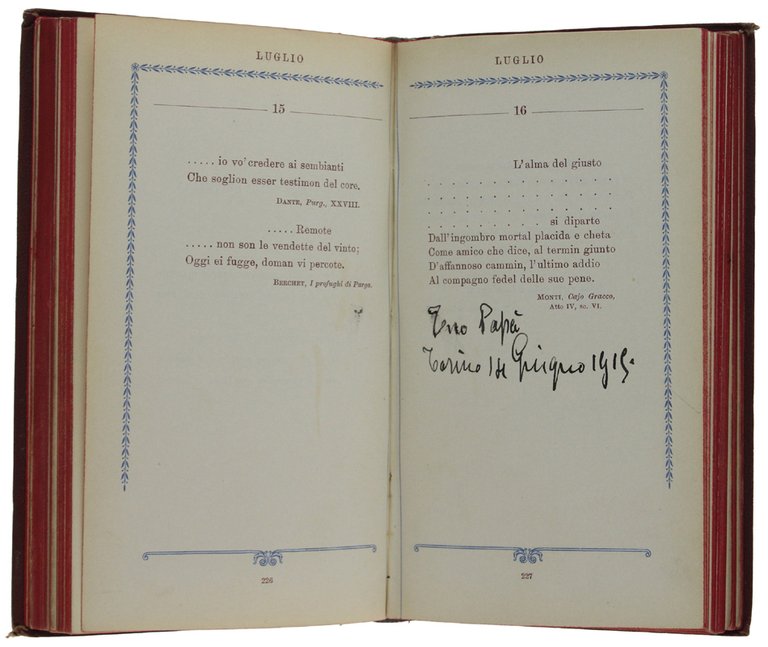 LUGLIO
15
..... io vo' credere ai sembianti
Che soglion esser testimon del core.
DANTE, Purg., XXVIII.
..... Remote
..... non son le vendette del vinto;
Oggi ei fugge, doman vi percote.
BERCHET, I profughi di Parga.
226
LUGLIO
16
L'alma del giusto
. . . . . . . . . . . . . .
. . . . . . . . . . . . . .
. . . . . . . . . . . . . .
. . . . . . . . . . si diparte
Dall'ingombro mortal placida e cheta
Come amico che dice, al termin giunto
D'affannoso cammin, l'ultimo addio
Al compagno fedel delle sue pene.
MONTI, Cajo Gracco,
Atto IV, sc. VI.
Papà
Torino 14 Giugno 1915.
227